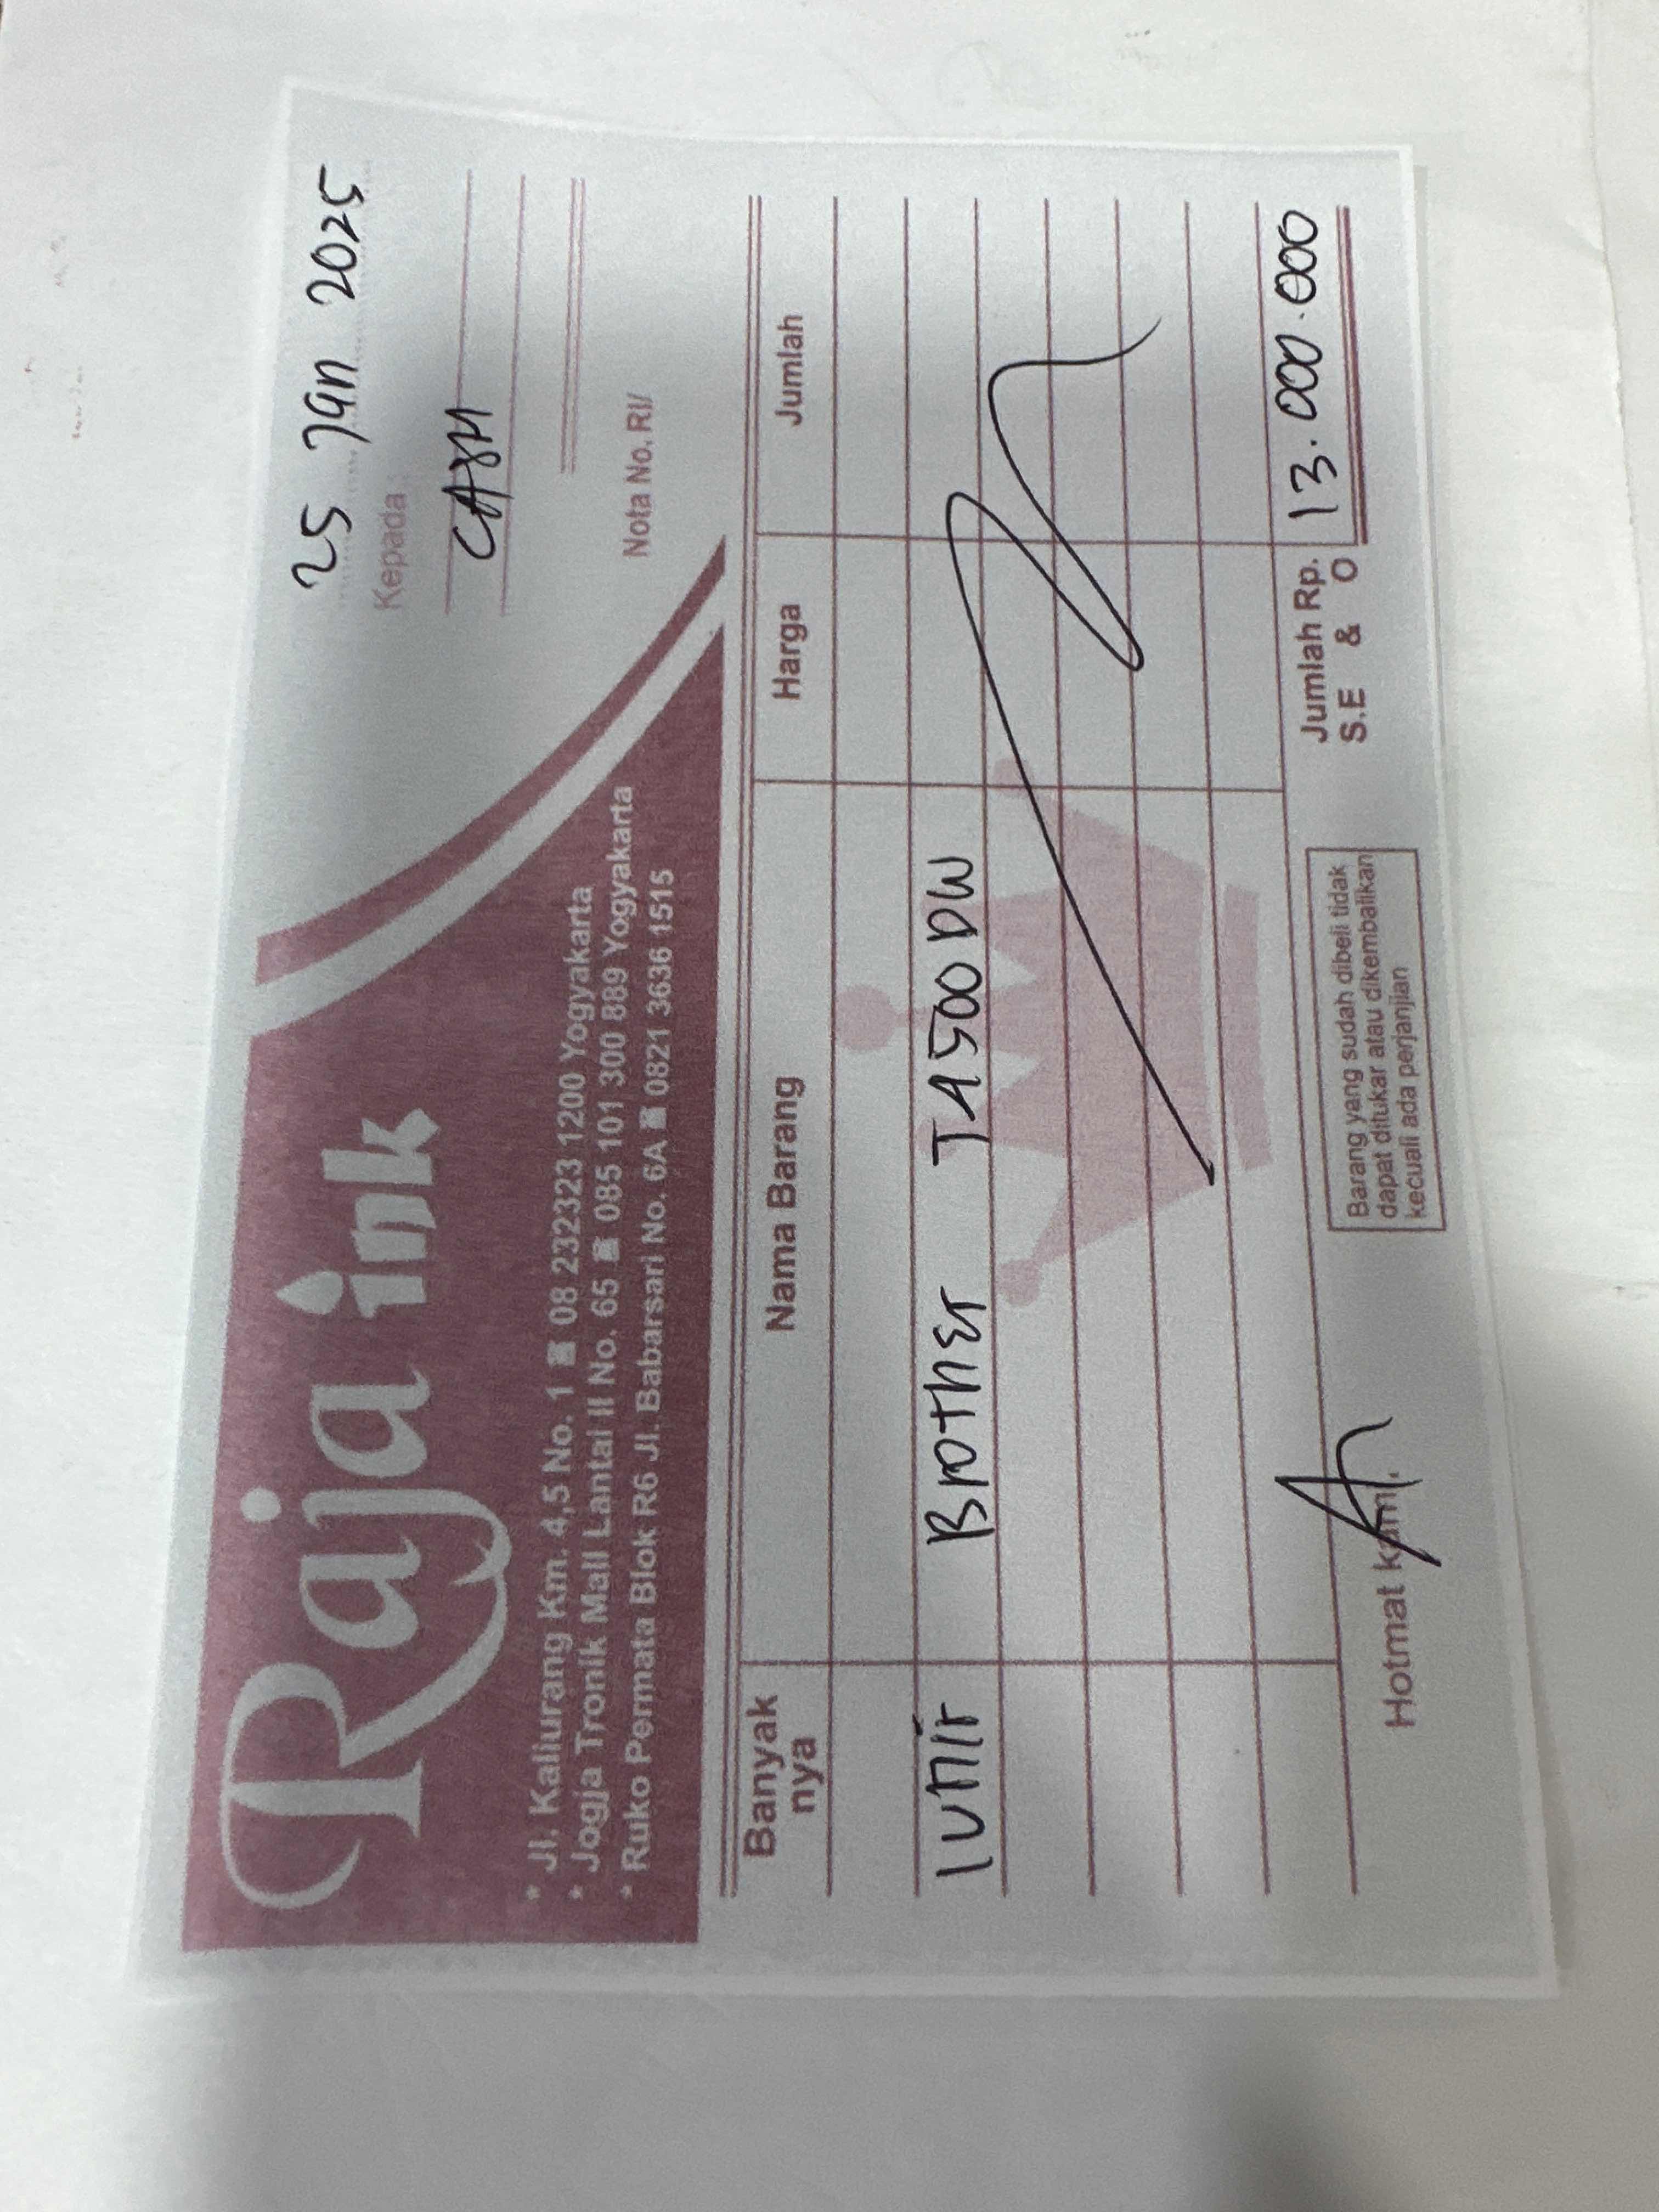 Raja ink
* Jl. Kaliurang Km. 4,5 No. 1 ☎ 08 232323 1200 Yogyakarta
* Jogja Tronik Mall Lantai II No. 65 ☎ 085 101 300 889 Yogyakarta
* Ruko Permata Blok R6 Jl. Babarsari No. 6A ☎ 0821 3636 1515
25 Jan 2025
Kepada
CASH
Nota No. RI/
Banyak nya Nama Barang Harga Jumlah
1 unit Brother T4500DW
Jumlah Rp. 13.000.000
S.E & O
Barang yang sudah dibeli tidak
dapat ditukar atau dikembalikan
kecuali ada perjanjian
Hotmat kami,